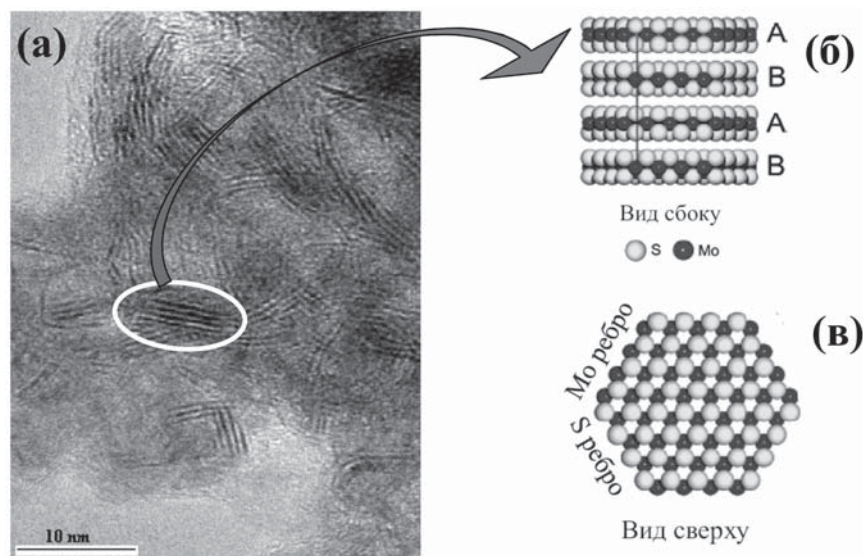 (а)
10 nm
A
(б)
B
A
B
Вид сбоку
S Mo
Mo ребро
(в)
S ребро
Вид сверху